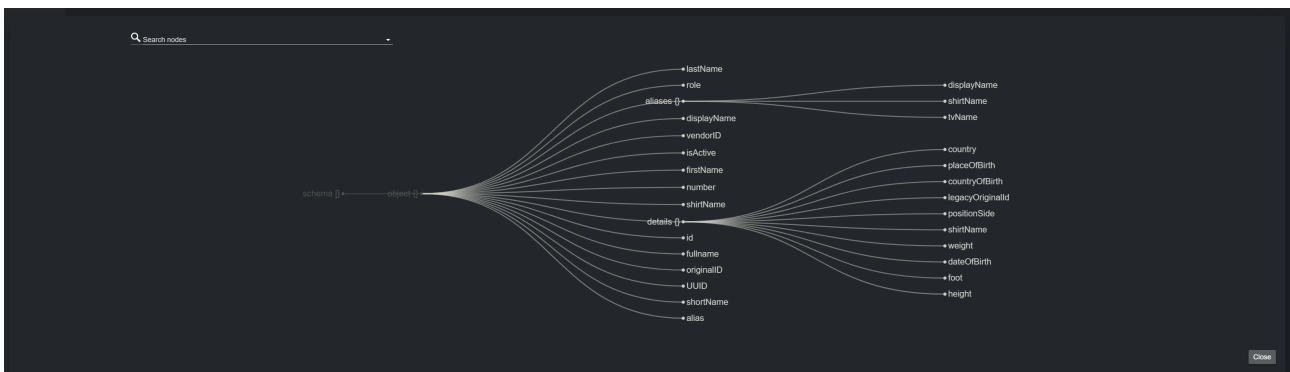 Search nodes
schema []
object {}
lastName
role
aliases {}
displayName
vendorID
isActive
firstName
number
shirtName
details {}
id
fullname
originalID
UUID
shortName
alias
displayName
shirtName
tvName
country
placeOfBirth
countryOfBirth
legacyOriginalId
positionSide
shirtName
weight
dateOfBirth
foot
height
Close